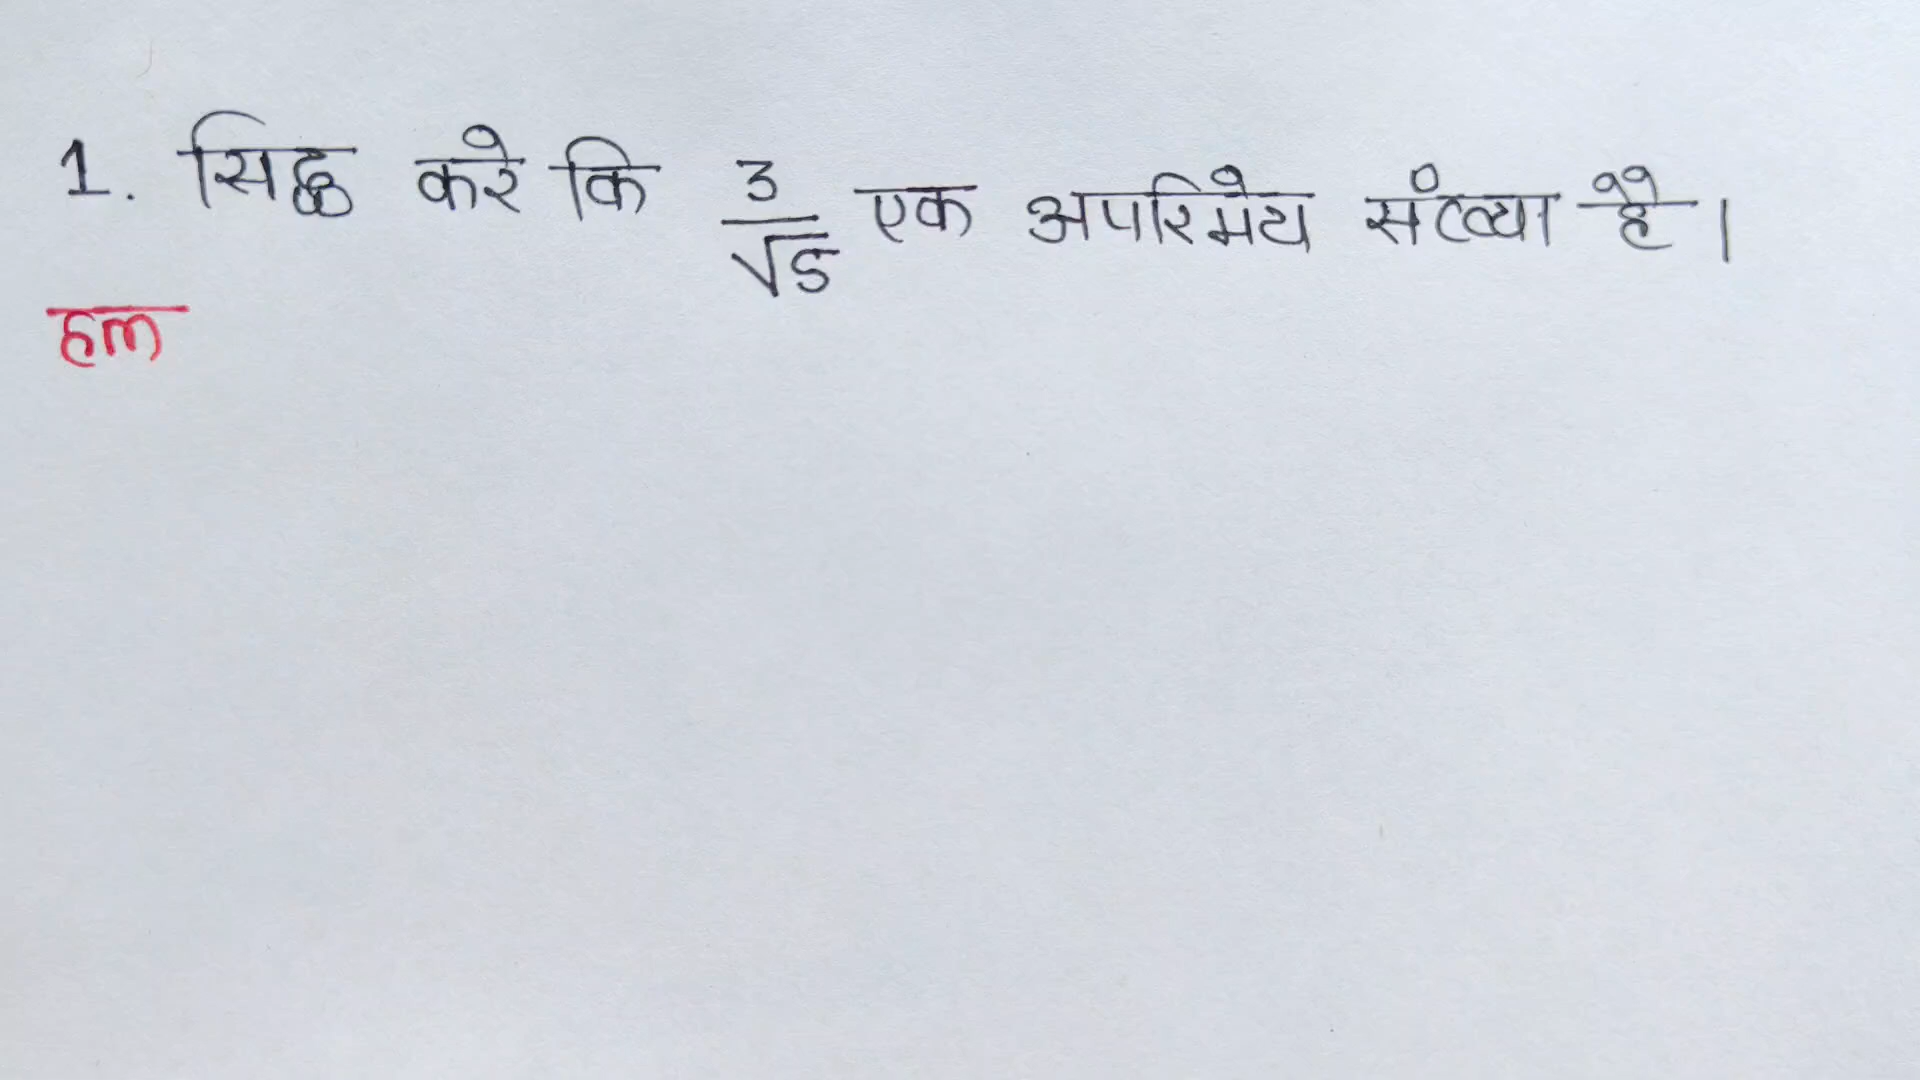 1. सिद्ध करे कि 3/√5 एक अपरिमेय संख्या है।
हल